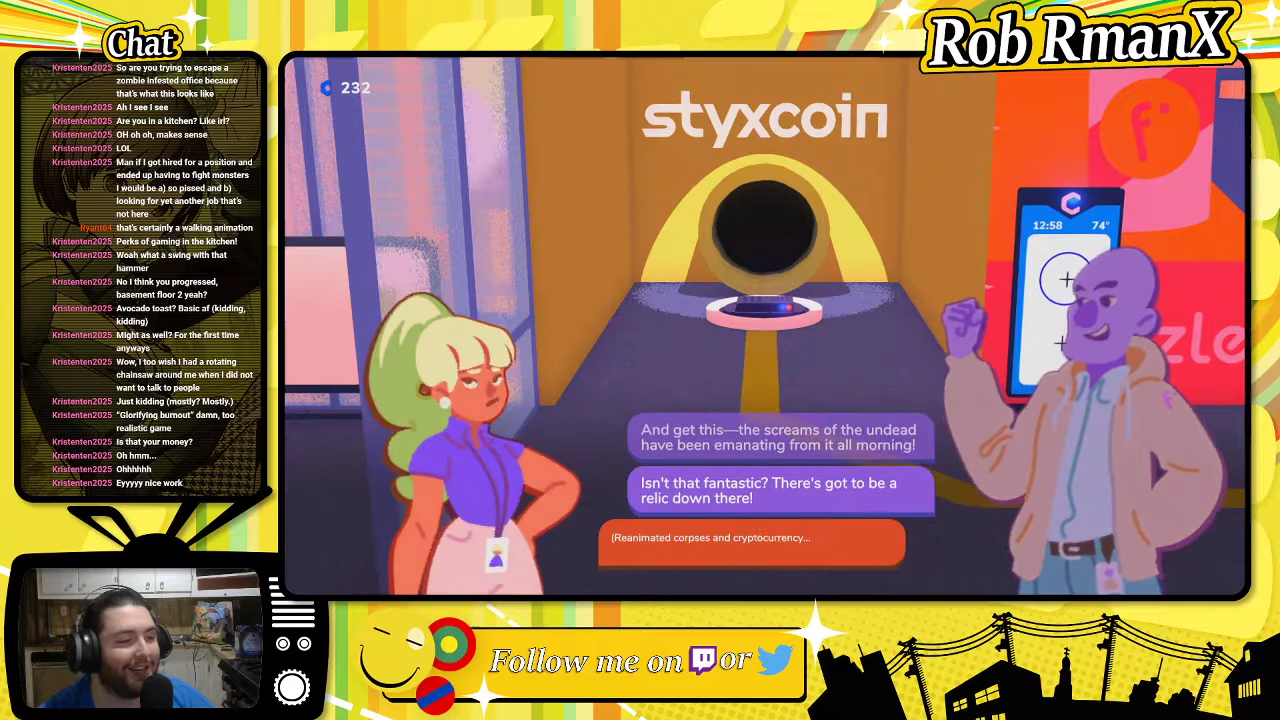 Chat
Kristenten2025 So are you trying to escape a
zombie infested office because
that's what this looks like
Kristenten2025 Ah I see I see
Kristenten2025 Are you in a kitchen? Like irl?
Kristenten2025 OH oh oh, makes sense
Kristenten2025 LOL
Kristenten2025 Man if I got hired for a position and
ended up having to fight monsters
I would be a) so pissed and b)
looking for yet another job that's
not here
Ryant64 that's certainly a walking animation
Kristenten2025 Perks of gaming in the kitchen!
Kristenten2025 Woah what a swing with that
hammer
Kristenten2025 No I think you progressed,
basement floor 2 yeah?
Kristenten2025 Avocado toast? Basic af (kidding,
kidding)
Kristenten2025 Might as well? For the first time
anyways
Kristenten2025 Wow, I too wish I had a rotating
chainsaw around me when I did not
want to talk to people
Kristenten2025 Just kidding (mostly? Mostly.)
Kristenten2025 "Glorifying burnout" damn, too
realistic game
Kristenten2025 Is that your money?
Kristenten2025 Oh hmm...
Kristenten2025 Ohhhhhh
Kristenten2025 Eyyyyy nice work
Rob RmanX
232
styxcoin
12:58 74°
And get this—the screams of the undead
have been emanating from it all morning!
Isn't that fantastic? There's got to be a
relic down there!
(Reanimated corpses and cryptocurrency...
Follow me on or